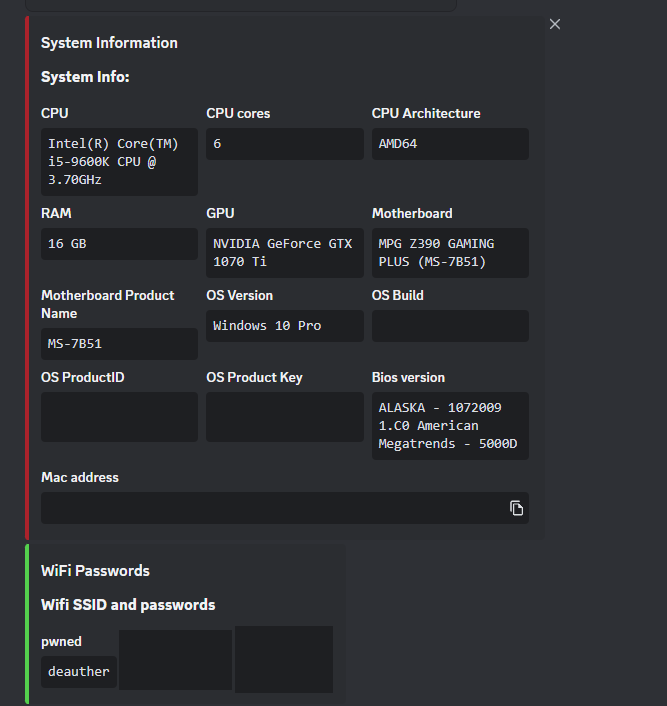 System Information
System Info:
CPU
CPU cores
CPU Architecture
Intel(R) Core(TM)
i5-9600K CPU @
3.70GHz
6
AMD64
RAM
GPU
Motherboard
16 GB
NVIDIA GeForce GTX
1070 Ti
MPG Z390 GAMING
PLUS (MS-7B51)
Motherboard Product
Name
OS Version
OS Build
MS-7B51
Windows 10 Pro
OS ProductID
OS Product Key
Bios version
ALASKA - 1072009
1.C0 American
Megatrends - 5000D
Mac address
WiFi Passwords
Wifi SSID and passwords
pwned
deauther